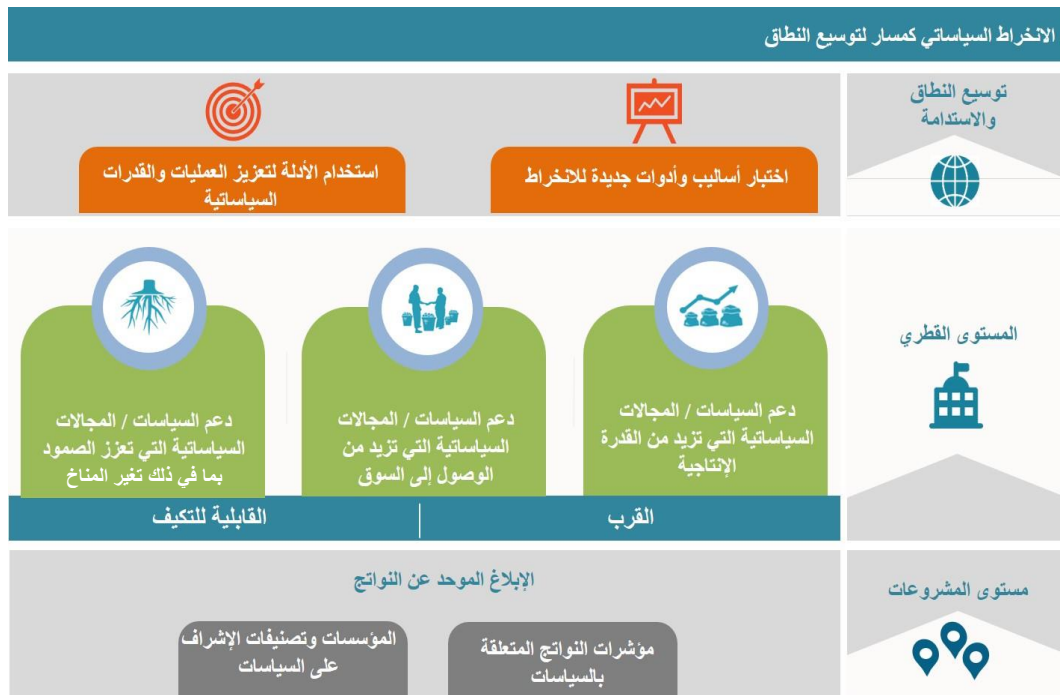 الانخراط السياساتي كمسار لتوسيع النطاق
توسيع النطاق
والاستدامة
اختبار أساليب وأدوات جديدة للانخراط
استخدام الأدلة لتعزيز العمليات والقدرات
السياساتية
المستوى القطري
دعم السياسات / المجالات
السياساتية التي تزيد من القدرة
الإنتاجية
دعم السياسات / المجالات
السياساتية التي تزيد من
الوصول إلى السوق
دعم السياسات / المجالات
السياساتية التي تعزز الصمود
بما في ذلك تغير المناخ
القرب
القابلية للتكيف
مستوى المشروعات
الإبلاغ الموحد عن النواتج
مؤشرات النواتج المتعلقة
بالسياسات
المؤسسات وتصنيفات الإشراف
على السياسات